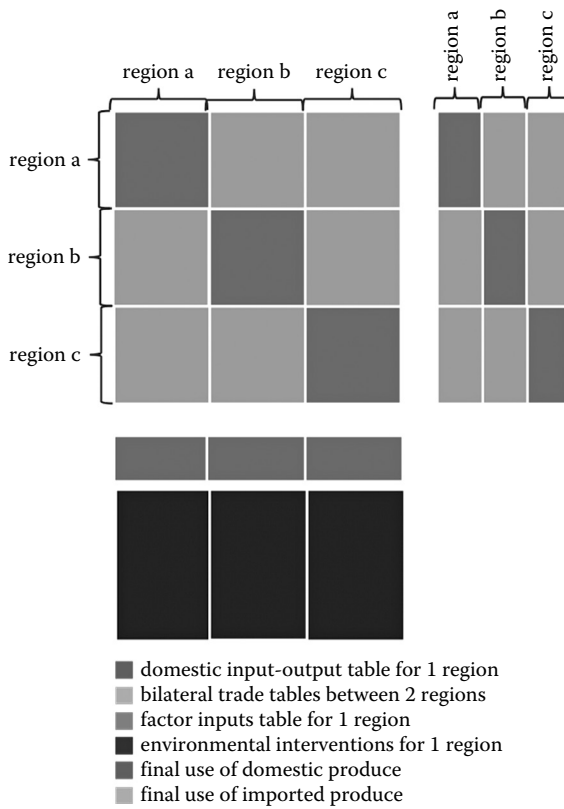 region a region b region c
region a
region b
region c
region a
region b
region c
domestic input-output table for 1 region
bilateral trade tables between 2 regions
factor inputs table for 1 region
environmental interventions for 1 region
final use of domestic produce
final use of imported produce